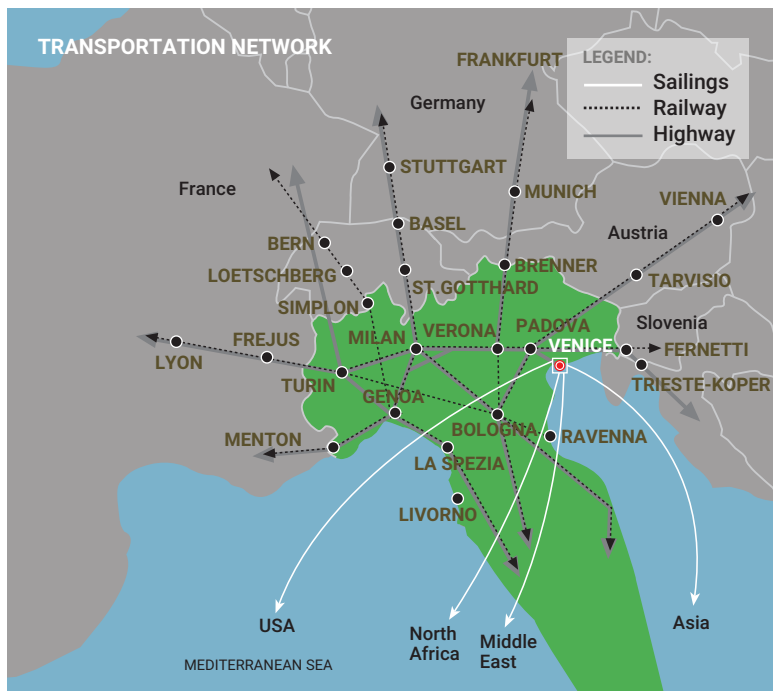 TRANSPORTATION NETWORK
FRANKFURT
LEGEND:
Sailings
Railway
Highway
Germany
STUTTGART
France
MUNICH
VIENNA
BASEL
Austria
BERN
LOETSCHBERG
BRENNER
ST.GOTTHARD
TARVISIO
SIMPLON
MILAN
VERONA
PADOVA
Slovenia
VENICE
FERNETTI
FREJUS
LYON
TURIN
TRIESTE-KOPER
GENOA
BOLOGNA
RAVENNA
MENTON
LA SPEZIA
LIVORNO
USA
North
Africa
Middle
East
Asia
MEDITERRANEAN SEA